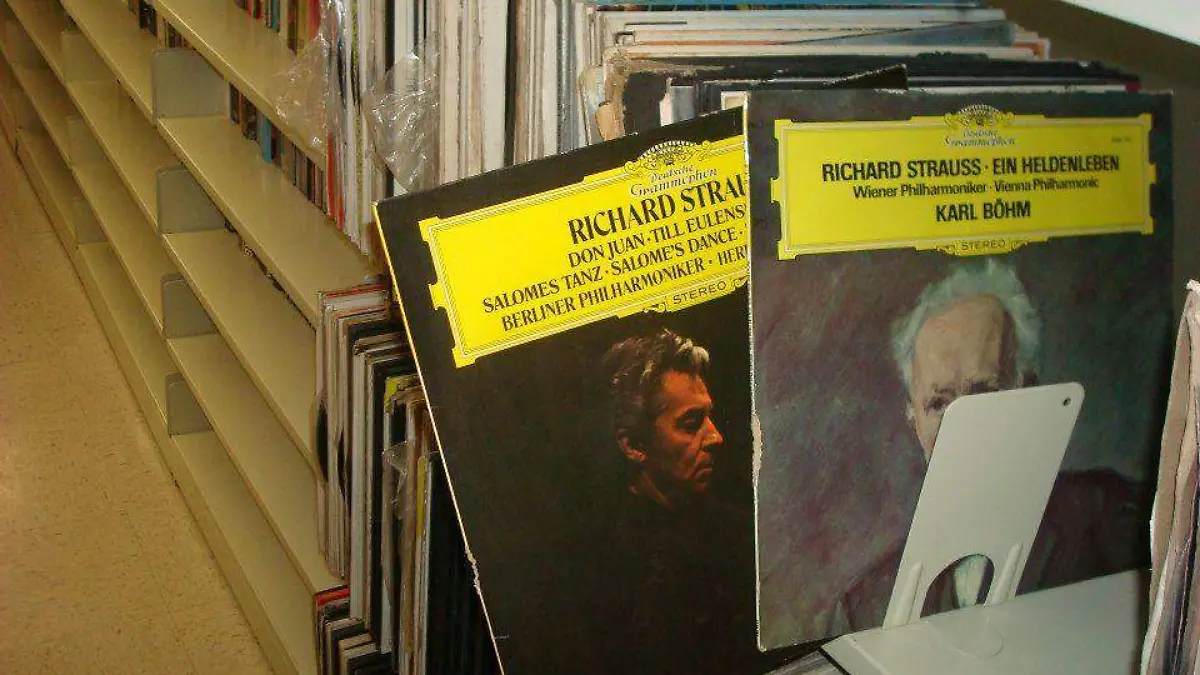 Deutsche
Grammophon
RICHARD STRAU
DON JUAN · TILL EULENS
SALOMES TANZ · SALOME'S DANCE ·
BERLINER PHILHARMONIKER · HER
STEREO
Deutsche
Grammophon
RICHARD STRAUSS · EIN HELDENLEBEN
Wiener Philharmoniker · Vienna Philharmonic
KARL BÖHM
STEREO